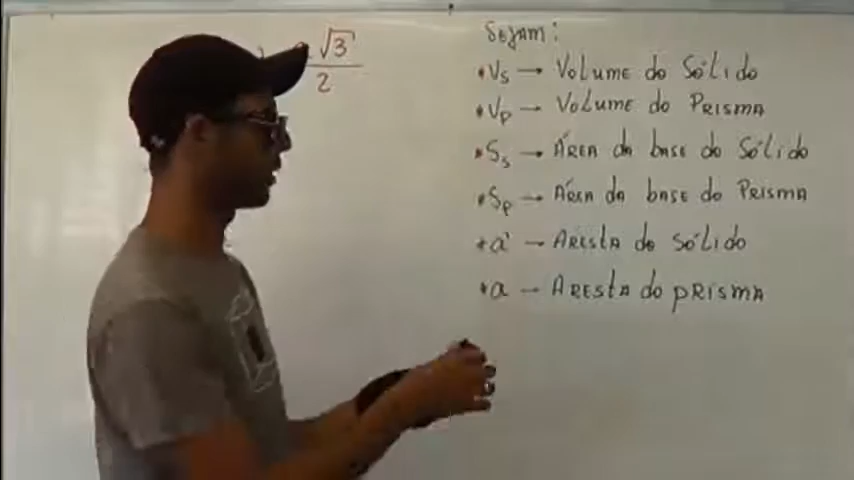 √3
2
Sejam:
• Vs → Volume do Sólido
• Vp → Volume do Prisma
• Ss → Área da base do Sólido
• Sp → Área da base do Prisma
• a' → Aresta do sólido
• a → Aresta do prisma